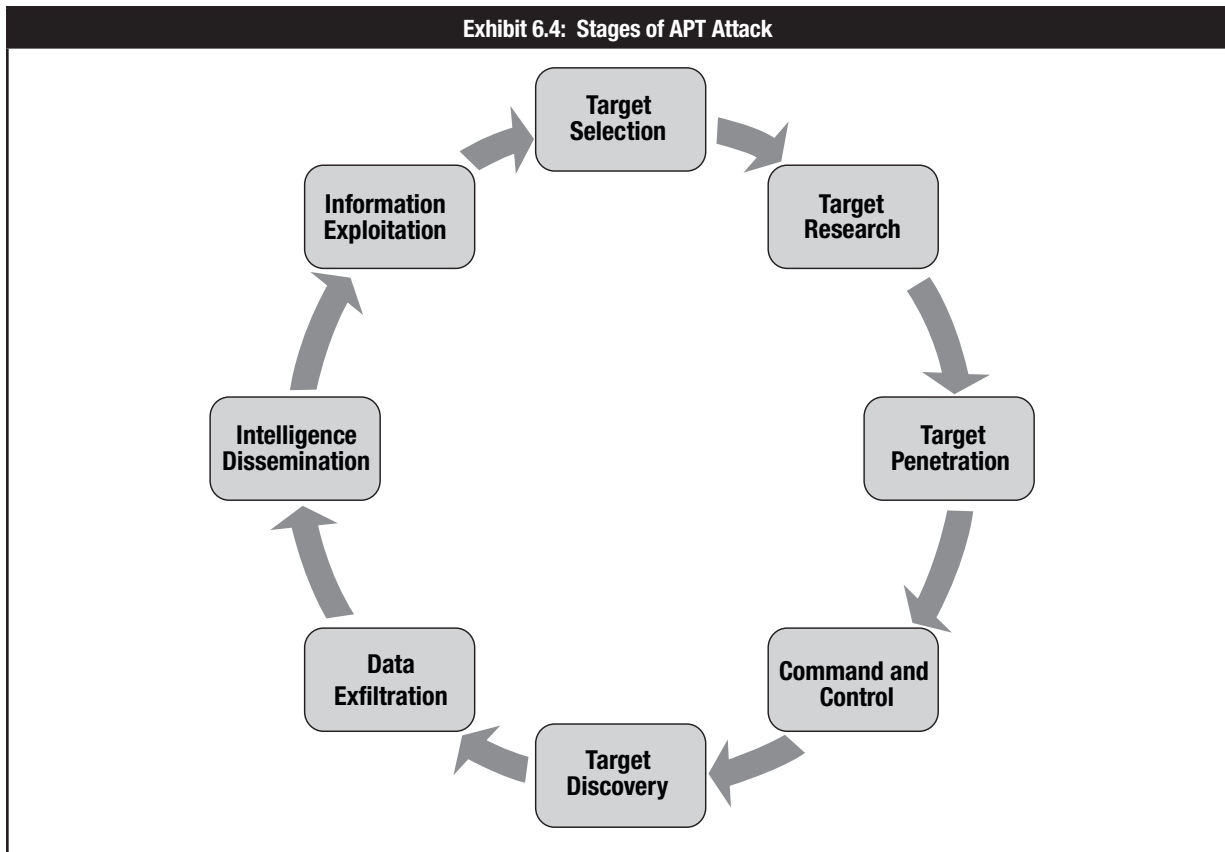 Exhibit 6.4: Stages of APT Attack
Target
Selection
Target
Research
Target
Penetration
Command and
Control
Target
Discovery
Data
Exfiltration
Intelligence
Dissemination
Information
Exploitation